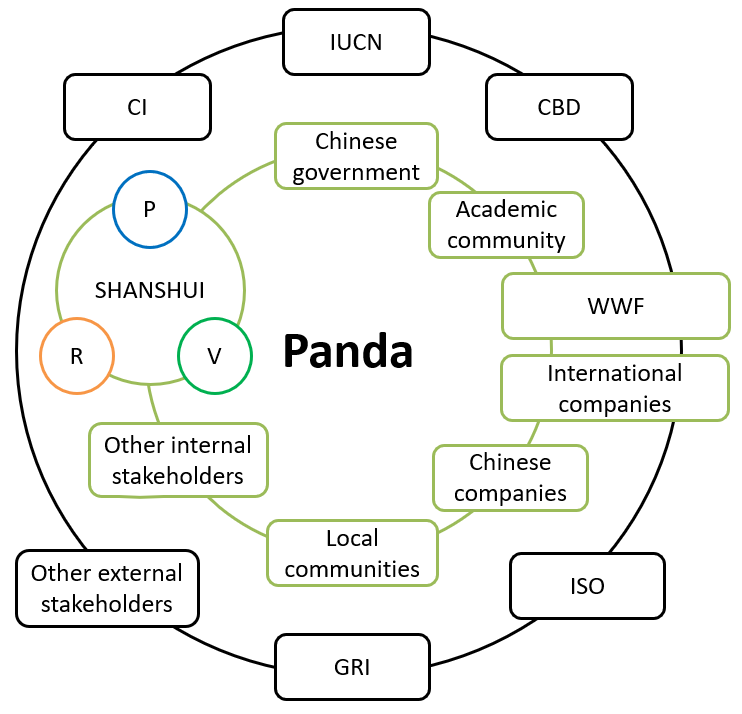 IUCN
CI
CBD
Chinese
government
P
Academic
community
SHANSHUI
WWF
R
V
Panda
International
companies
Other internal
stakeholders
Chinese
companies
Local
communities
Other external
stakeholders
ISO
GRI